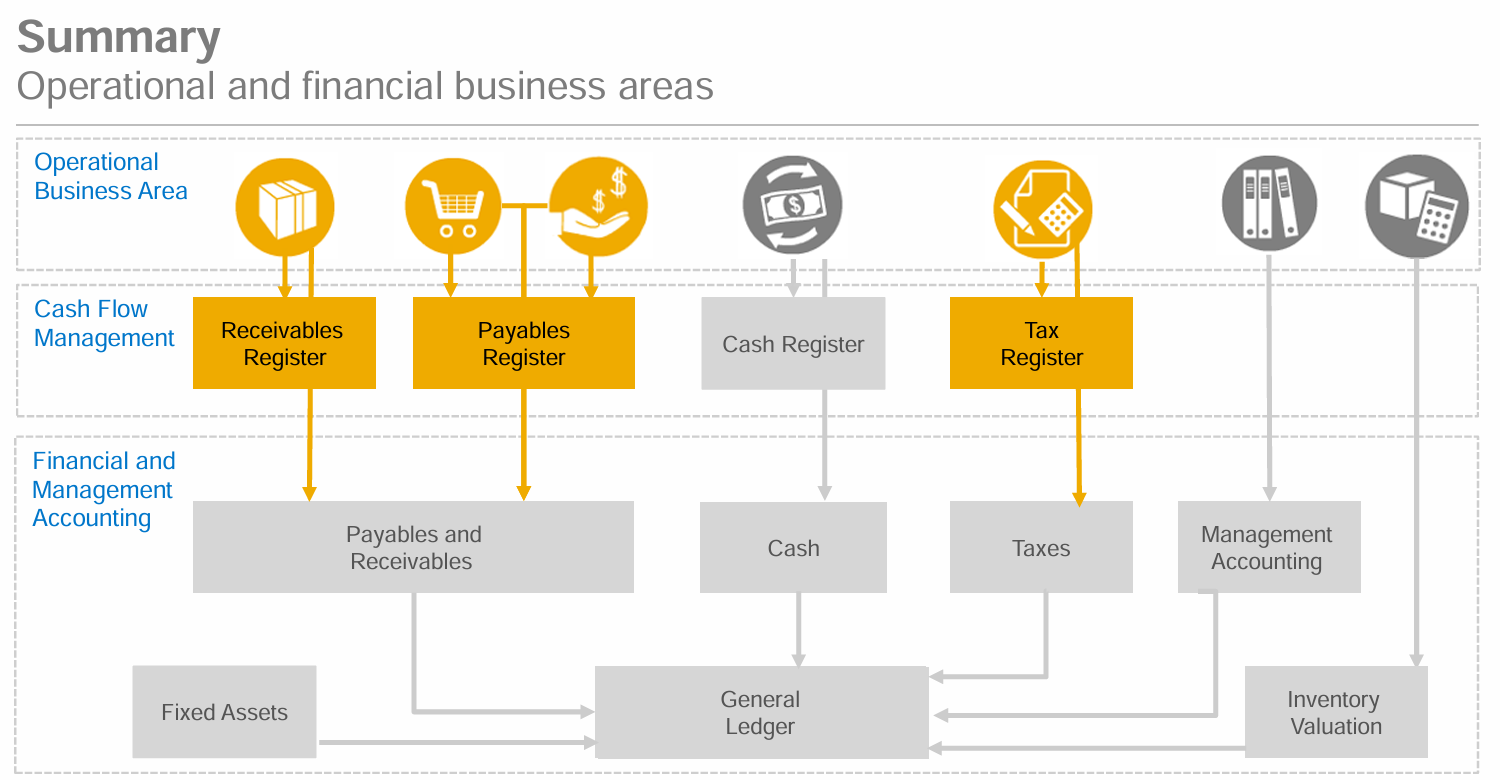 Summary
Operational and financial business areas
Operational
Business Area
Cash Flow
Management
Receivables
Register
Payables
Register
Cash Register
Tax
Register
Financial and
Management
Accounting
Payables and
Receivables
Cash
Taxes
Management
Accounting
Fixed Assets
General
Ledger
Inventory
Valuation